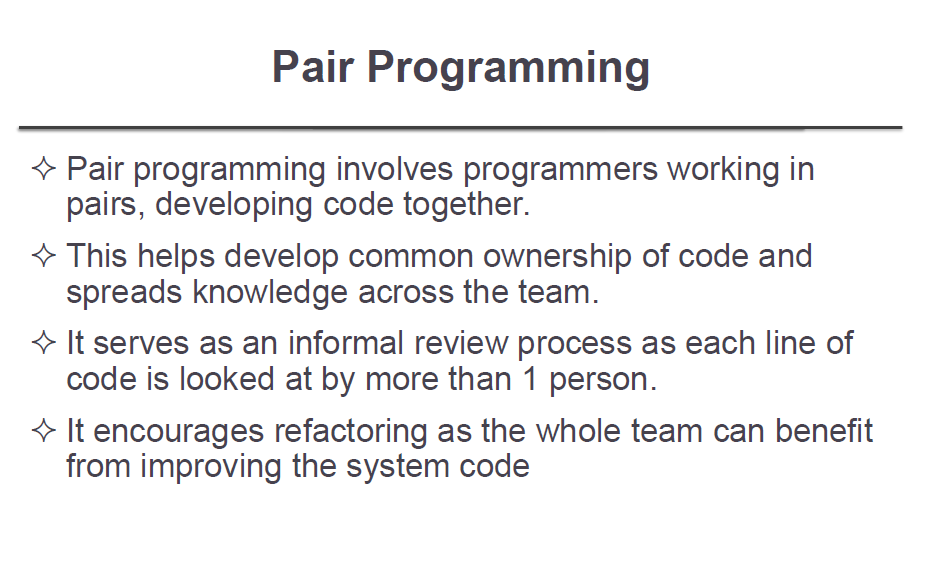 Pair Programming
✧ Pair programming involves programmers working in
pairs, developing code together.
✧ This helps develop common ownership of code and
spreads knowledge across the team.
✧ It serves as an informal review process as each line of
code is looked at by more than 1 person.
✧ It encourages refactoring as the whole team can benefit
from improving the system code